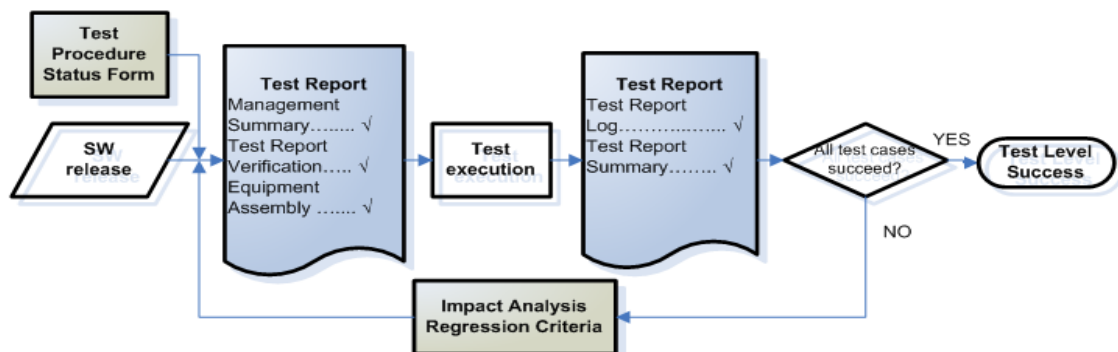 Test
Procedure
Status Form
SW
release
Test Report
Management
Summary…..... √
Test Report
Verification….. √
Equipment
Assembly …..... √
Test
execution
Test Report
Test Report
Log………...…... √
Test Report
Summary…….. √
All test cases
succeed?
YES
NO
Test Level
Success
Impact Analysis
Regression Criteria